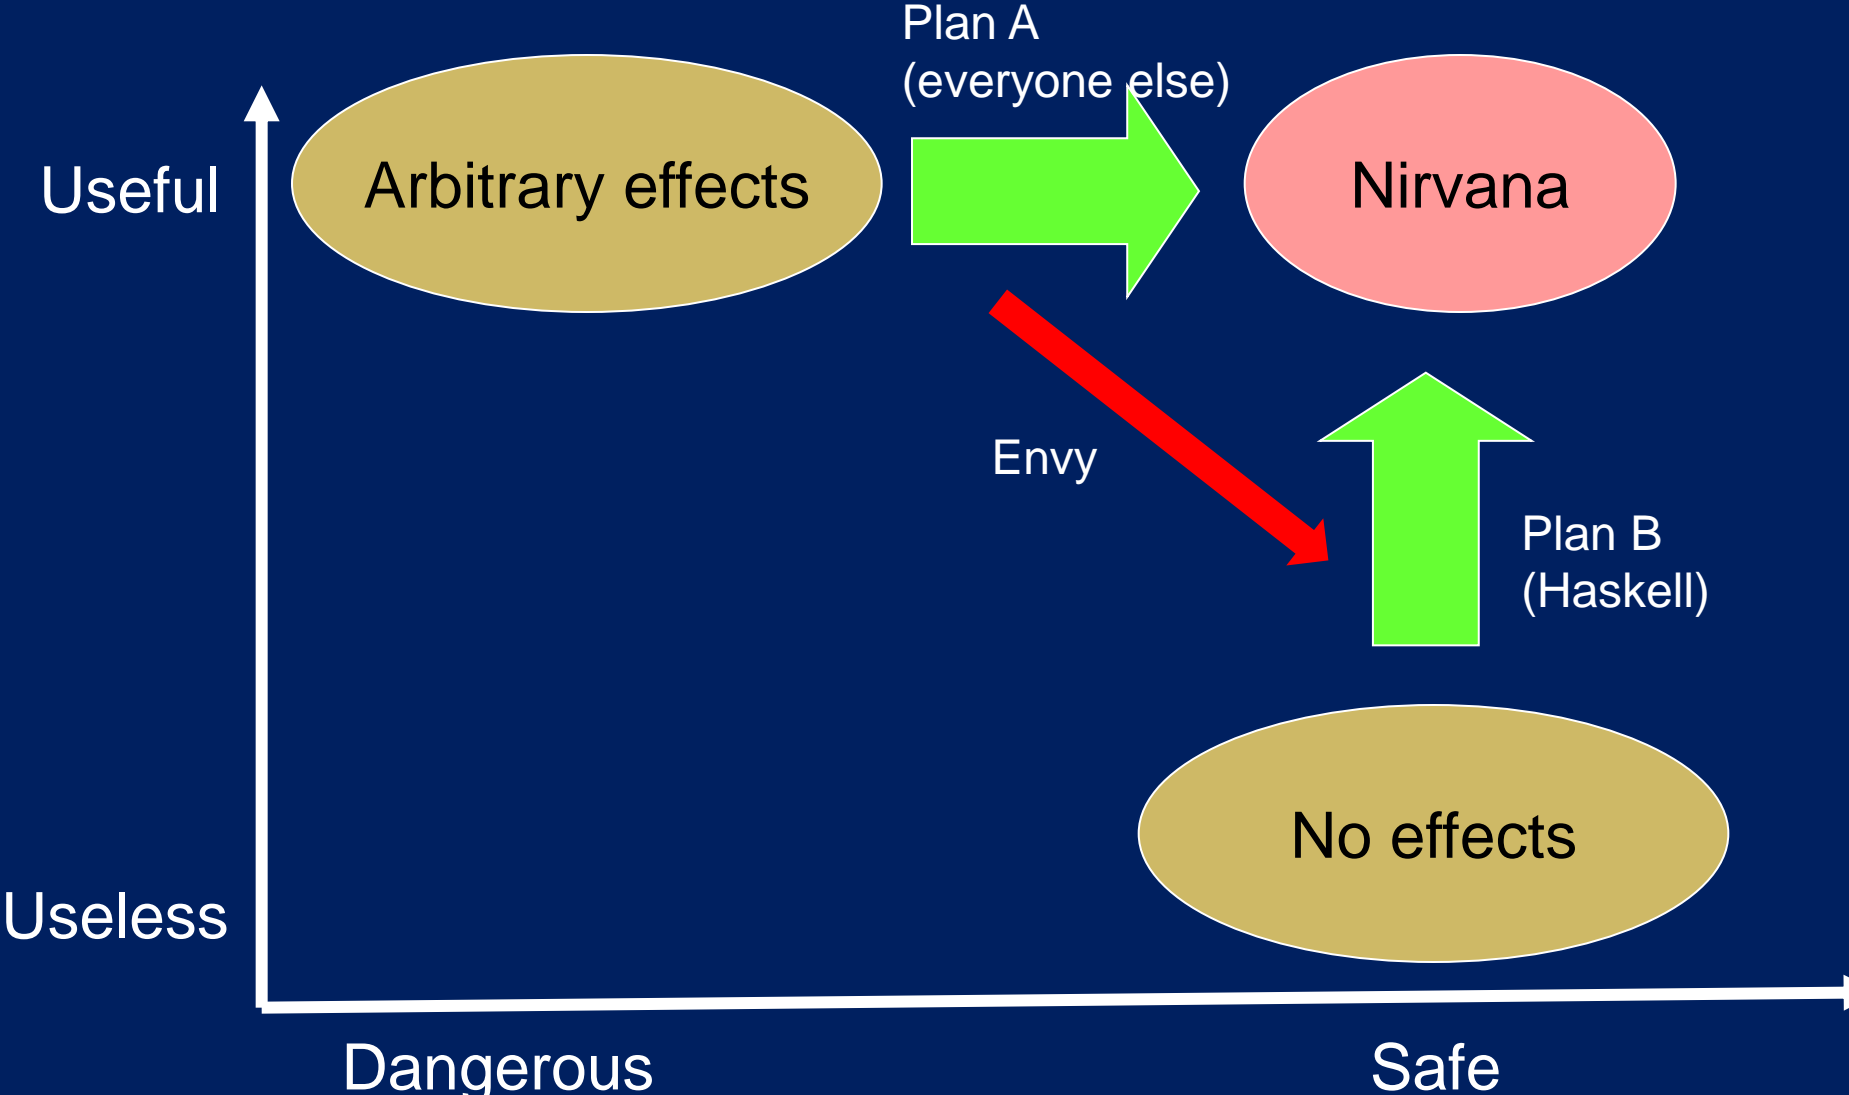 Plan A
(everyone else)
Useful
Arbitrary effects
Nirvana
Envy
Plan B
(Haskell)
No effects
Useless
Dangerous
Safe